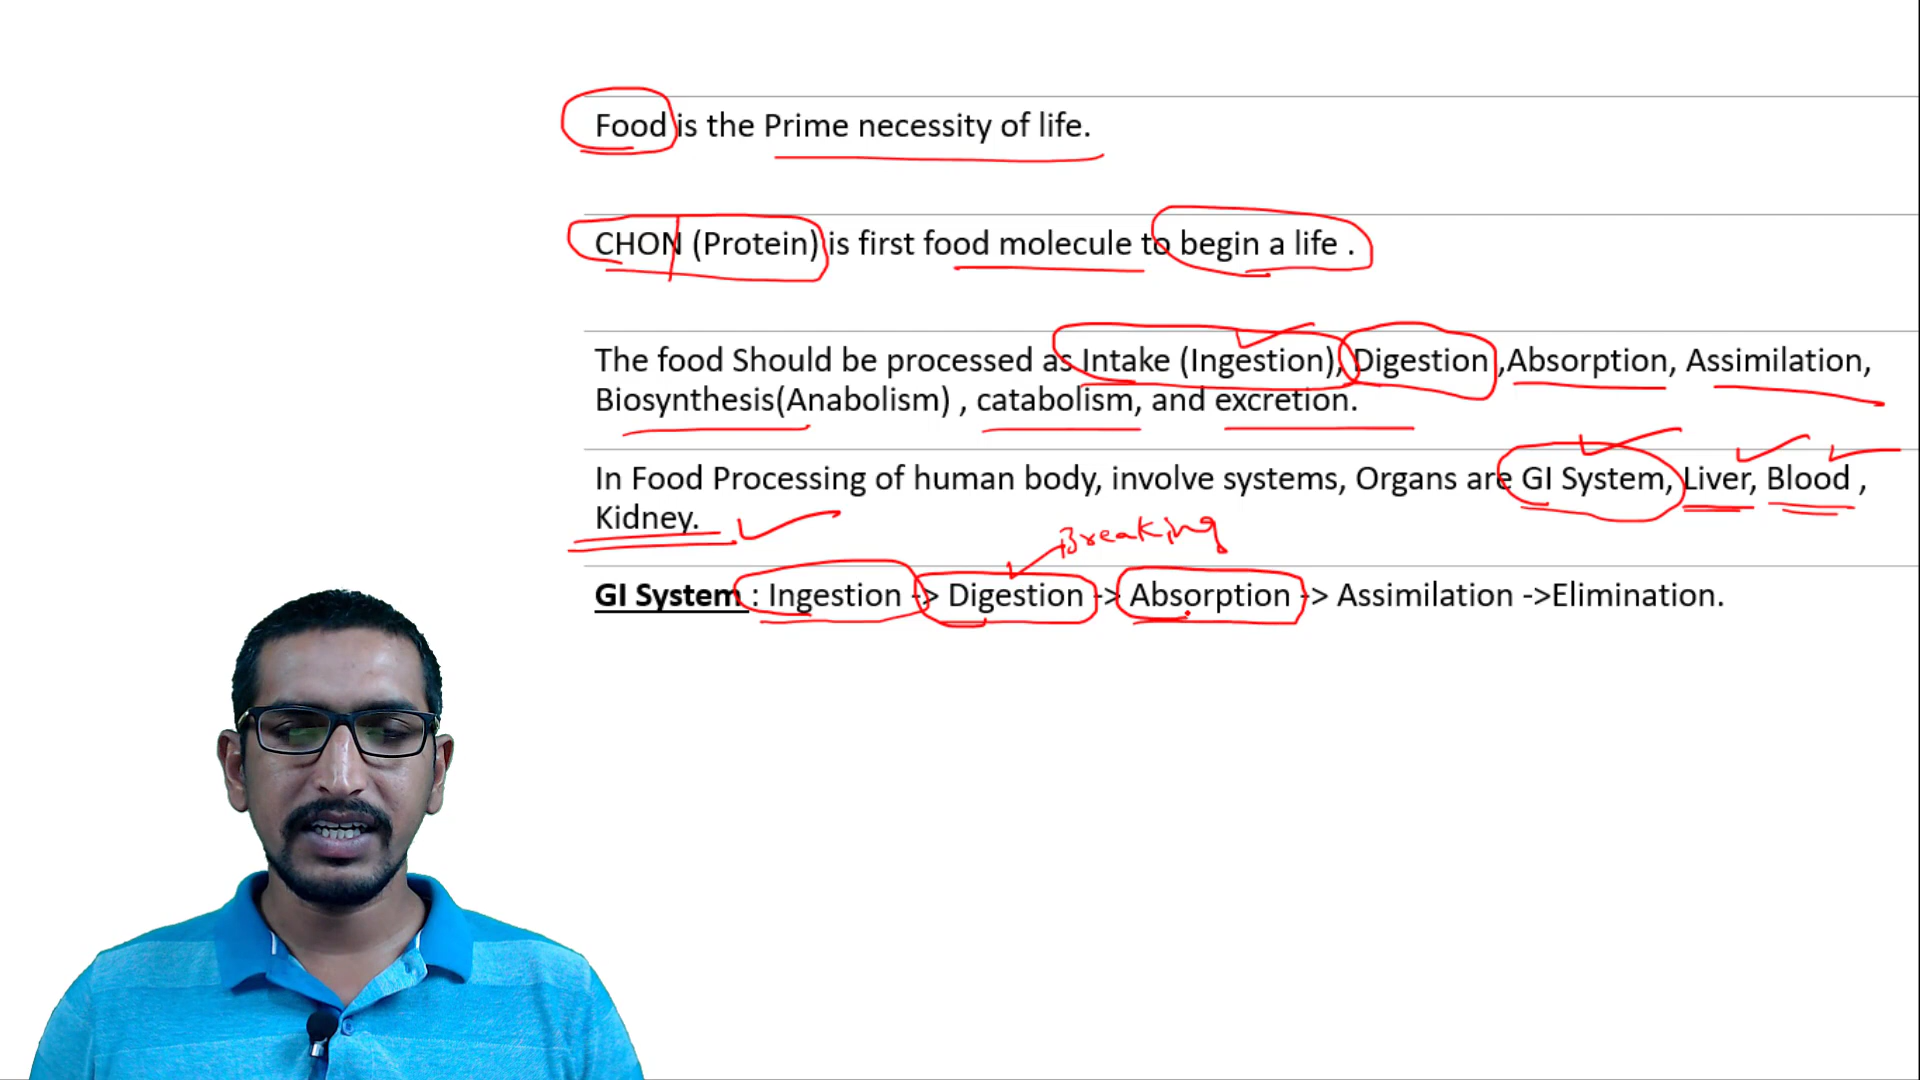 Food is the Prime necessity of life.
CHON (Protein) is first food molecule to begin a life .
The food Should be processed as Intake (Ingestion), Digestion ,Absorption, Assimilation,
Biosynthesis(Anabolism) , catabolism, and excretion.
In Food Processing of human body, involve systems, Organs are GI System, Liver, Blood ,
Kidney.
Breaking
GI System : Ingestion -> Digestion -> Absorption -> Assimilation ->Elimination.